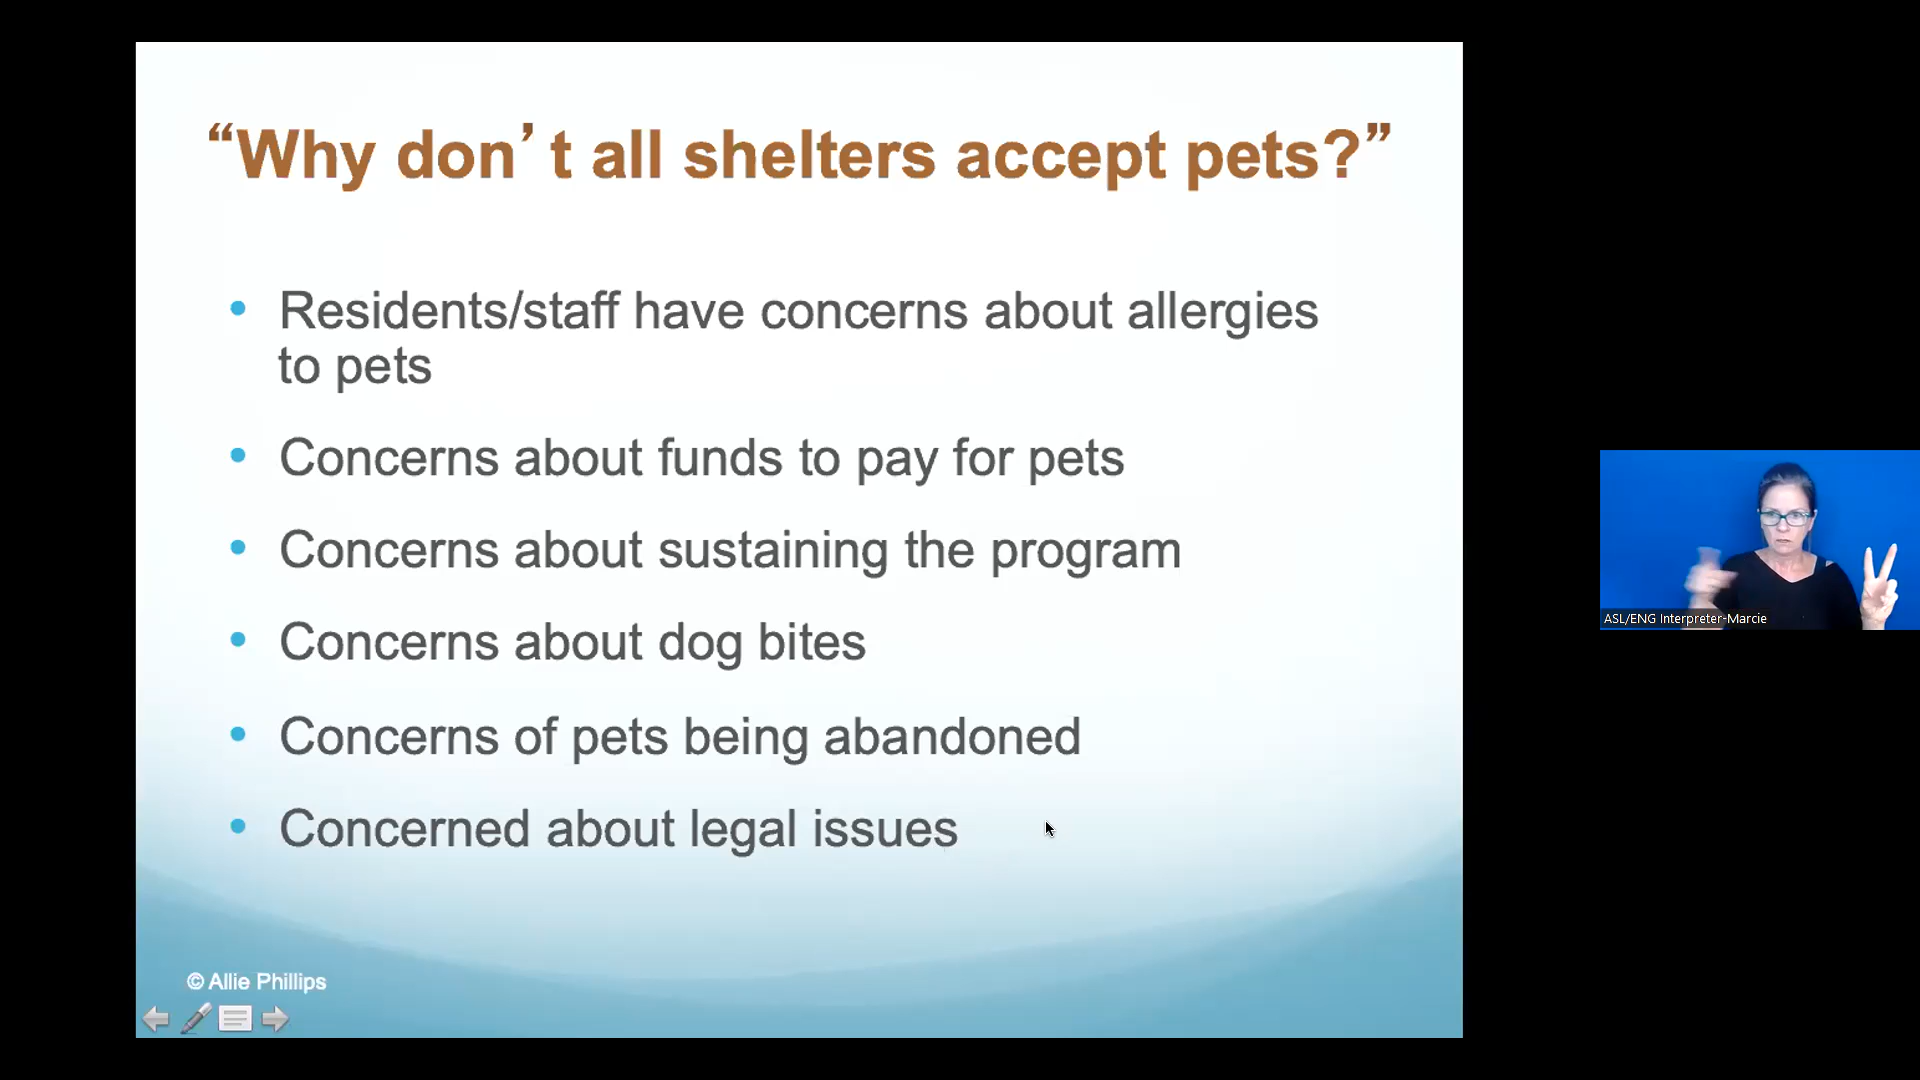 “Why don’t all shelters accept pets?”
• Residents/staff have concerns about allergies
to pets
• Concerns about funds to pay for pets
• Concerns about sustaining the program
• Concerns about dog bites
• Concerns of pets being abandoned
• Concerned about legal issues
© Allie Phillips
ASL/ENG Interpreter-Marcie